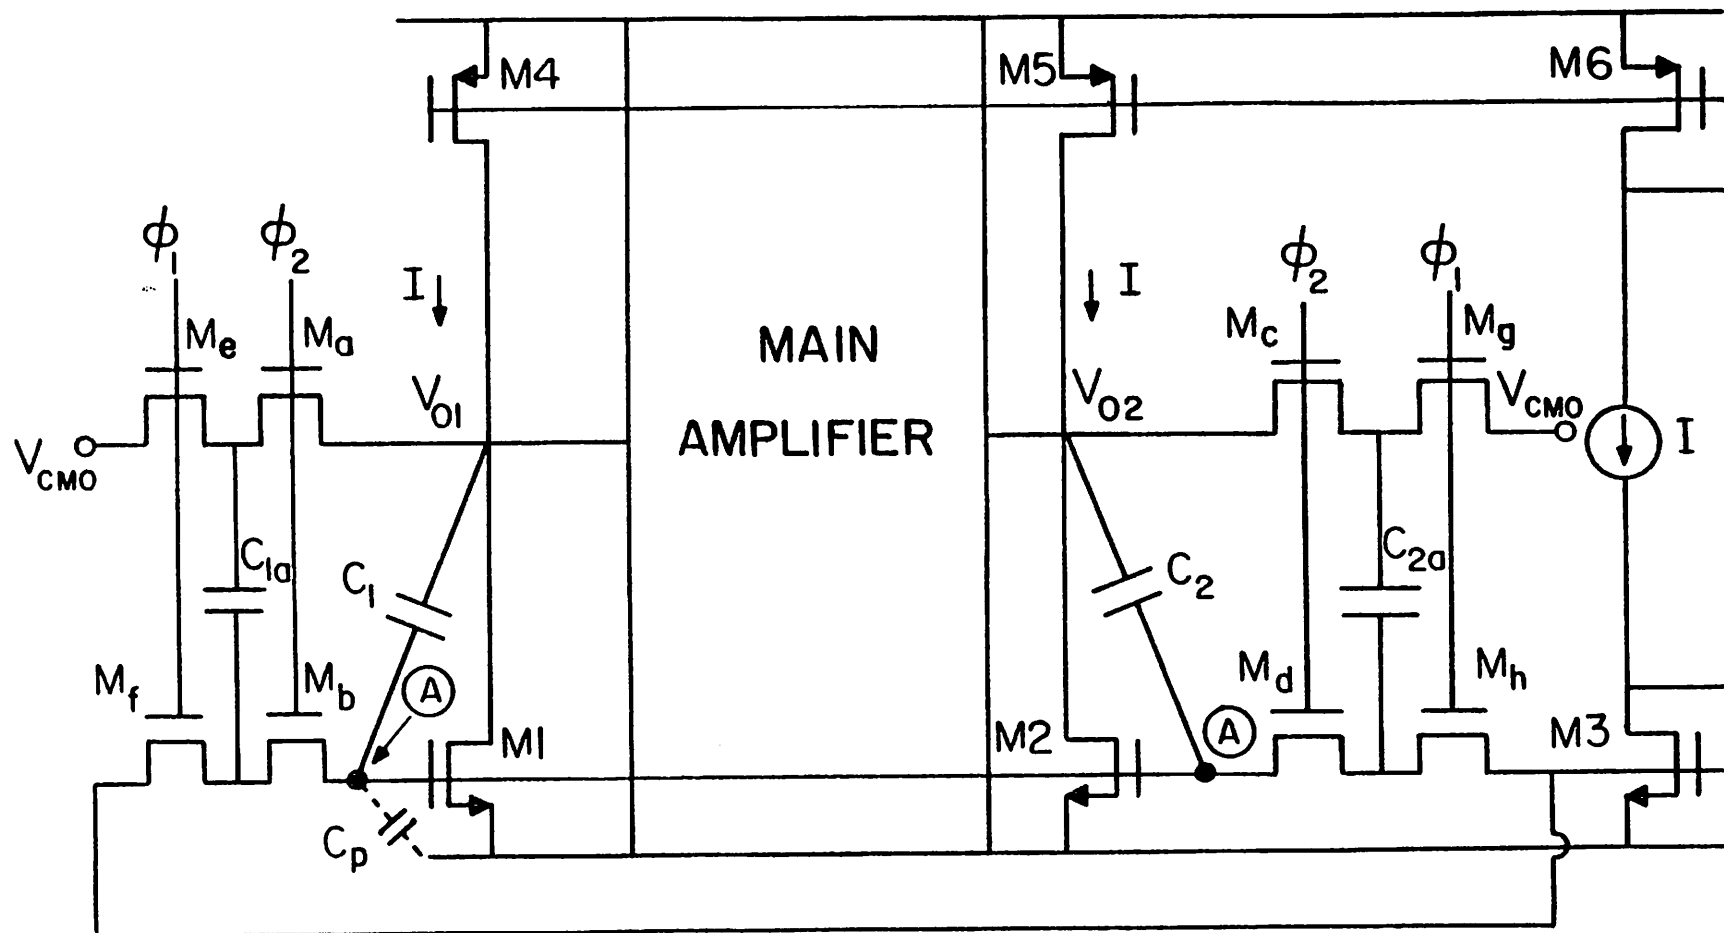 M4
M5
M6
ϕ1
ϕ2
I
I
ϕ2
ϕ1
Me
Ma
MAIN
AMPLIFIER
Mc
Mg
VO1
VO2
VCMO
VCMO
I
C1a
C1
C2
C2a
Mf
Mb
A
Md
Mh
A
M1
M2
M3
Cp